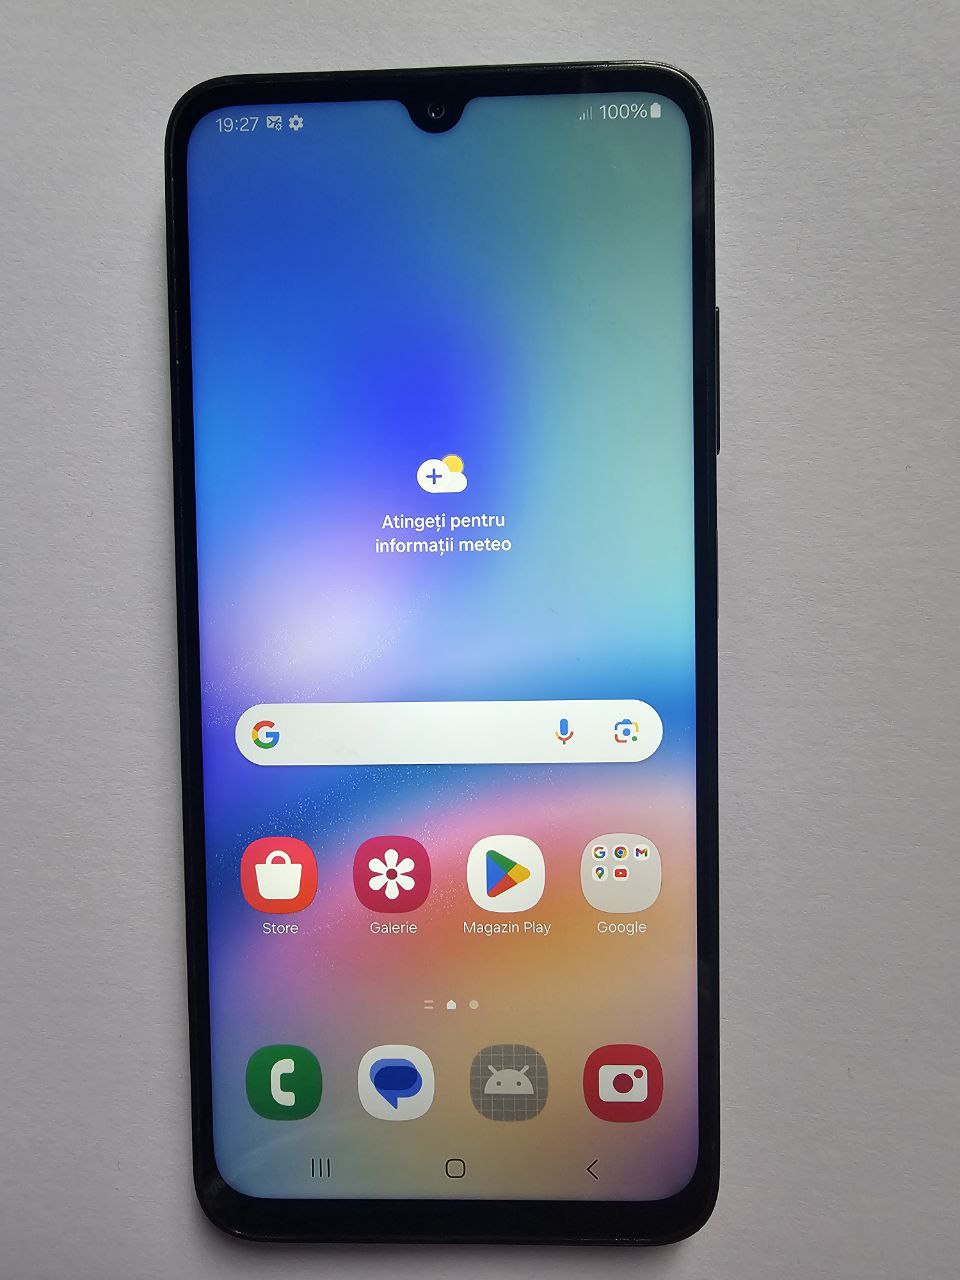 19:27
100%
Atingeți pentru
informații meteo
Store
Galerie
Magazin Play
Google